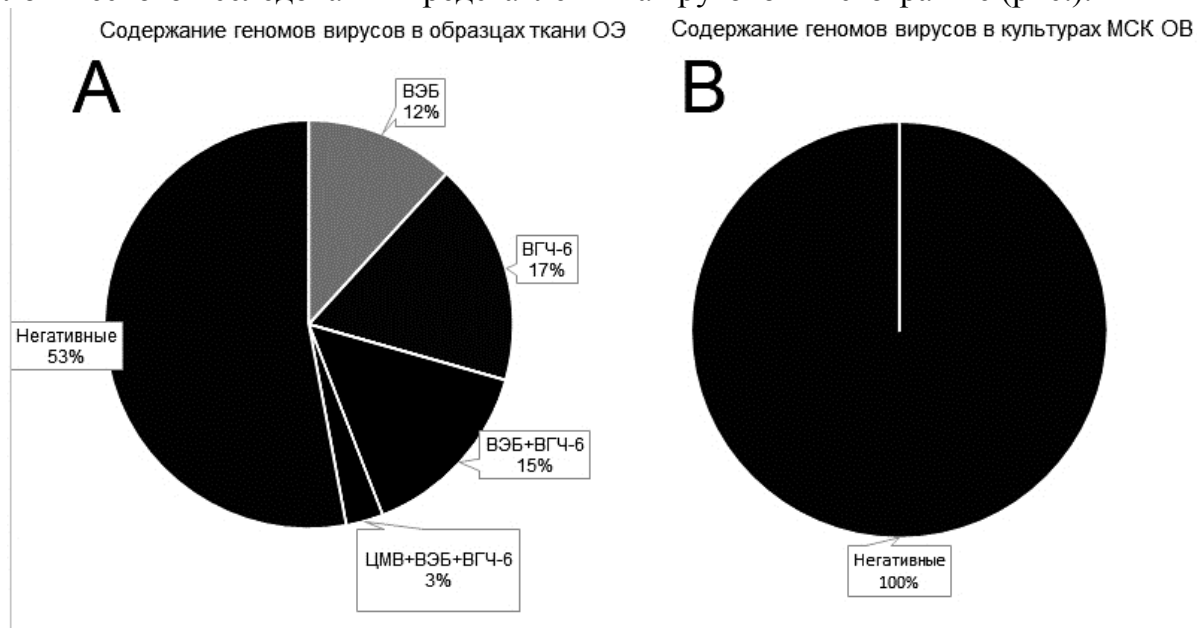 Содержание геномов вирусов в образцах ткани ОЭ
Содержание геномов вирусов в культурах МСК ОВ
A
B
ВЭБ
12%
ВГЧ-6
17%
Негативные
53%
ВЭБ+ВГЧ-6
15%
ЦМВ+ВЭБ+ВГЧ-6
3%
Негативные
100%